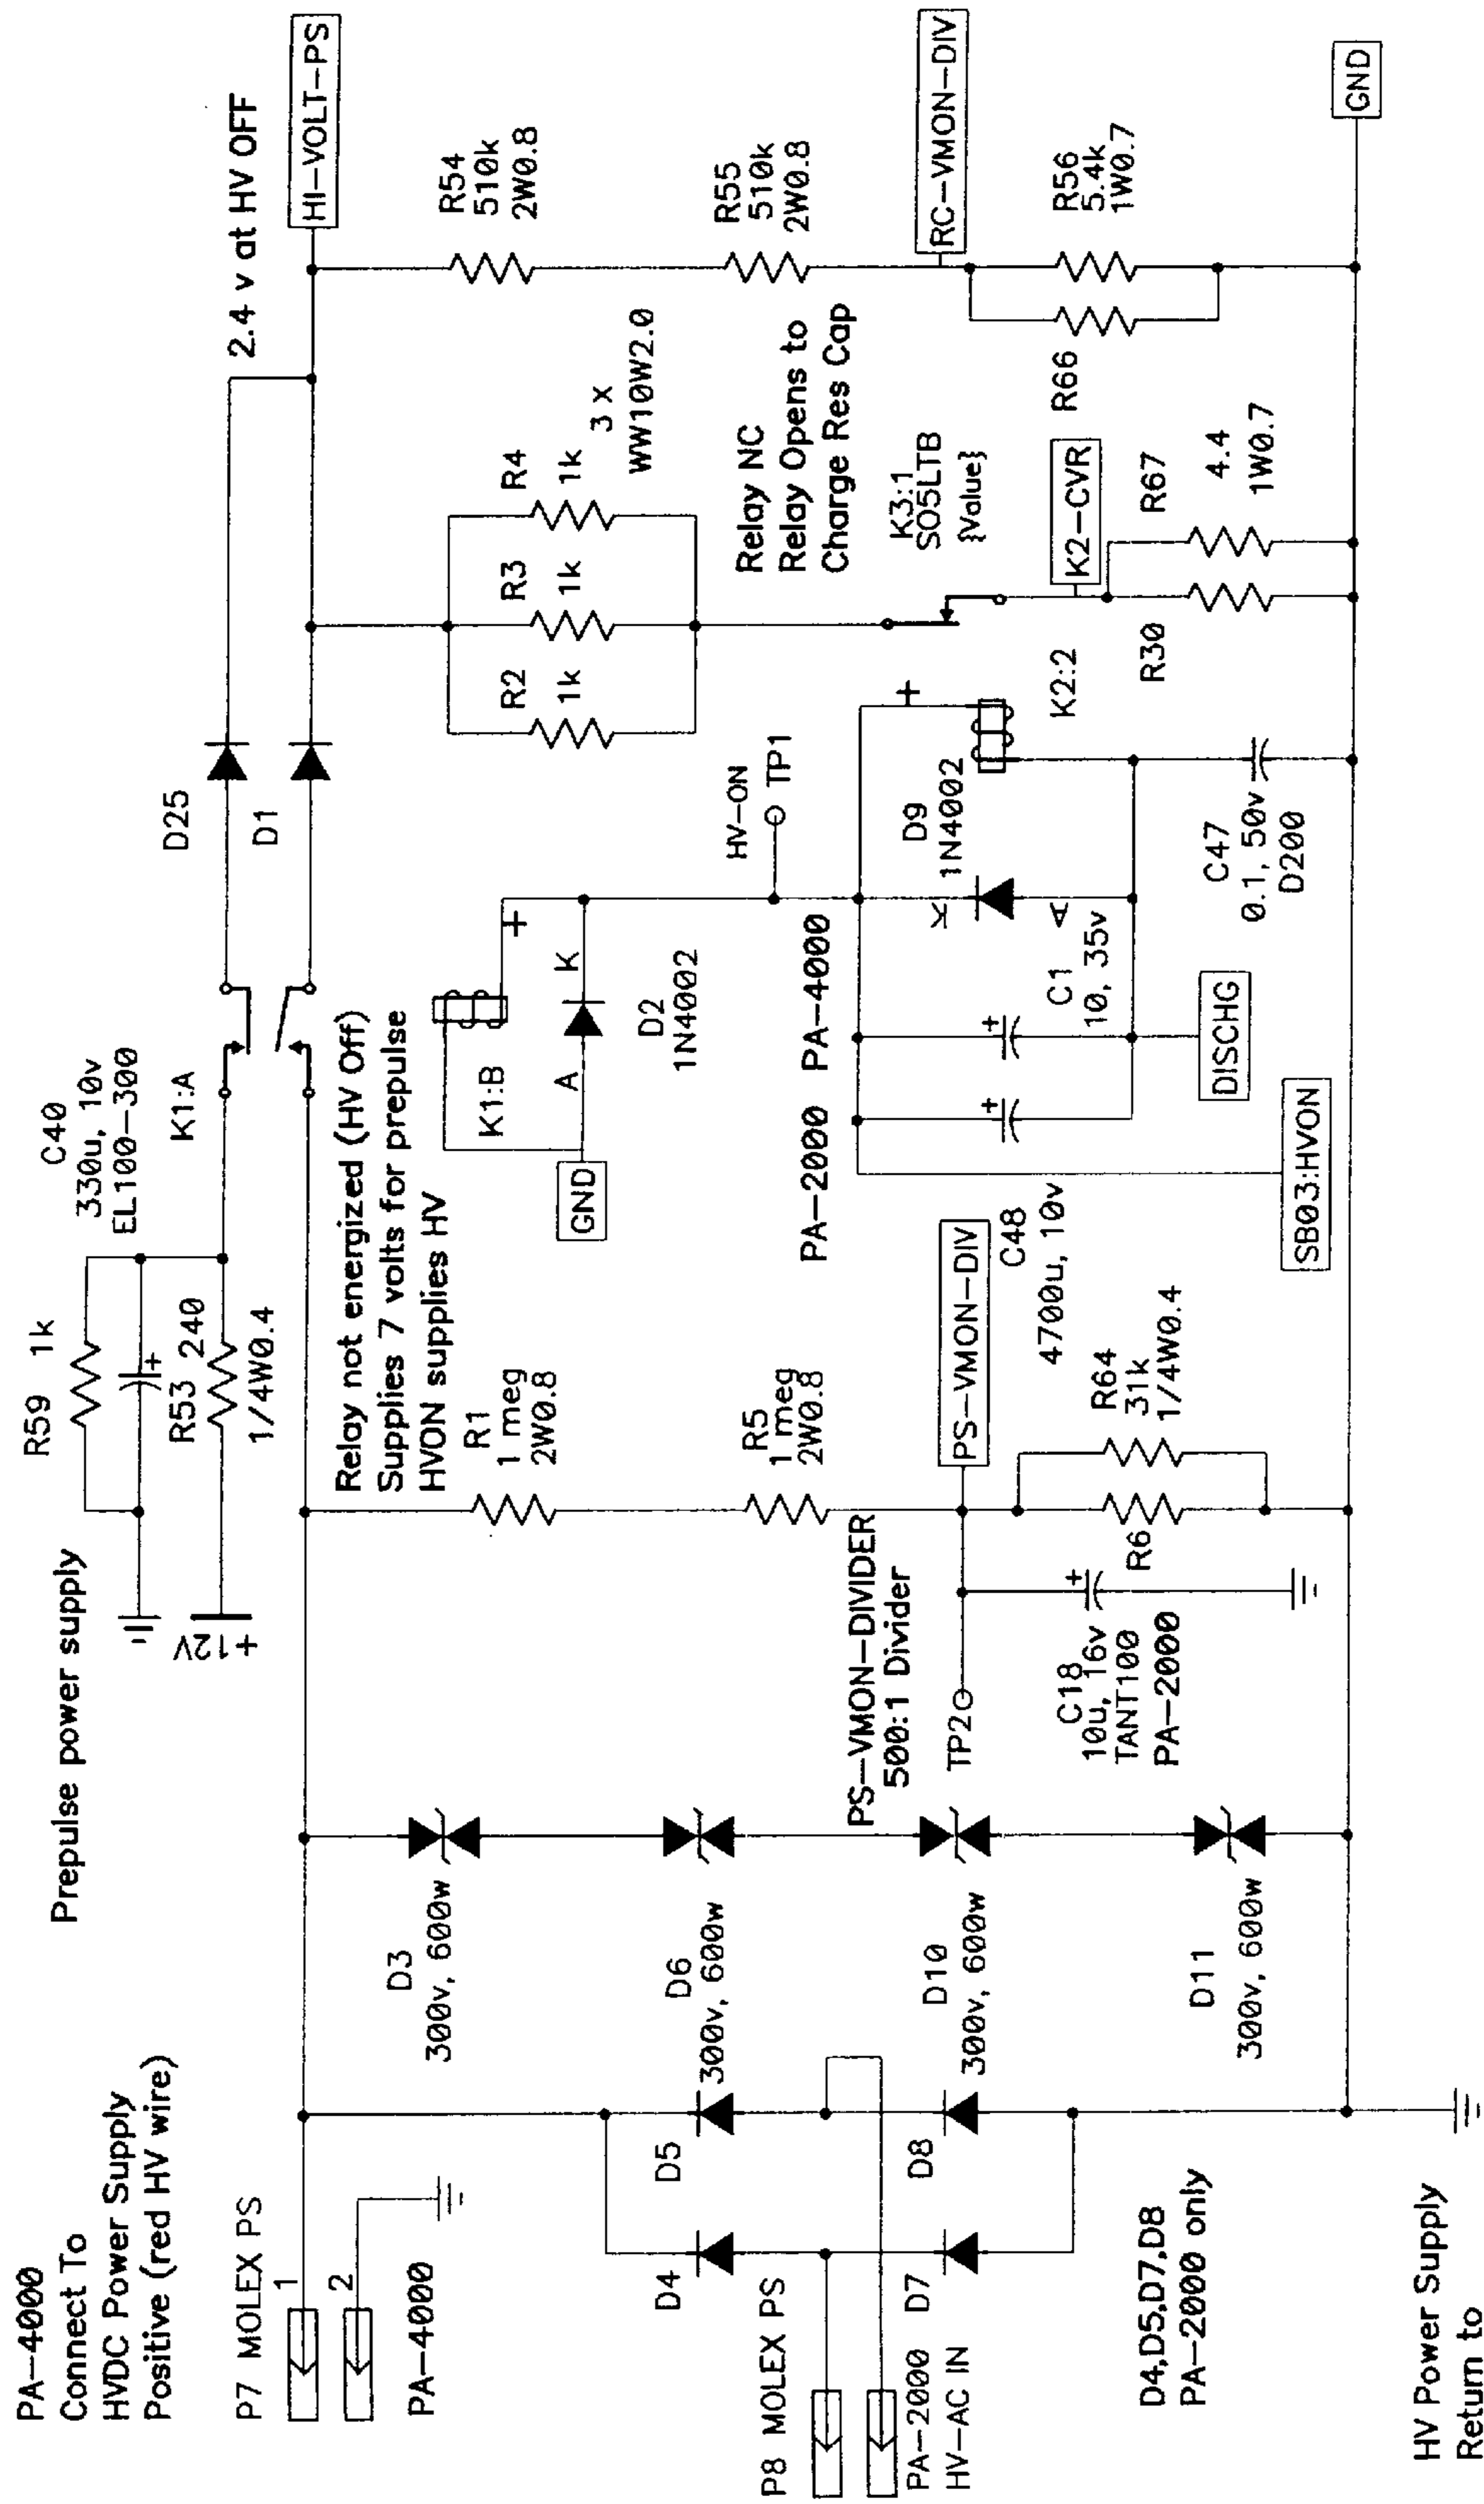 PA-4000
Connect To
HVDC Power Supply
Positive (red HV wire)
P7 MOLEX PS
1
2
PA-4000
P8 MOLEX PS
PA-2000
HV-AC IN
D4
D5
D7
D8
D4,D5,D7,D8
PA-2000 only
HV Power Supply
Return to
Prepulse power supply
+12V
R59 1k
C40
330u, 10v
EL100-300
R53 240
1/4W0.4
K1:A
D3
300v, 600w
D6
300v, 600w
D10
300v, 600w
D11
300v, 600w
Relay not energized (HV Off)
Supplies 7 volts for prepulse
HVON supplies HV
R1
1 meg
2W0.8
R5
1 meg
2W0.8
PS-VMON-DIVIDER
500:1 Divider
PS-VMON-DIV
TP2
C18
10u, 16v
TANT100
PA-2000
R6
R64
31k
1/4W0.4
D25
D1
2.4 v at HV OFF
HI-VOLT-PS
K1:B
+
GND
A
K
D2
1N4002
HV-ON
TP1
PA-2000 PA-4000
C48
4700u, 10v
C1
10, 35v
K
A
D9
1N4002
+
K2:2
C47
0.1, 50v
D200
DISCHG
SB03:HVON
R2
1k
R3
1k
R4
1k
3 x
WW10W2.0
Relay NC
Relay Opens to
Charge Res Cap
K3:1
SO5LTB
{Value}
K2-CVR
R30
R67
4.4
1W0.7
R54
510k
2W0.8
R55
510k
2W0.8
RC-VMON-DIV
R66
R56
5.4k
1W0.7
GND